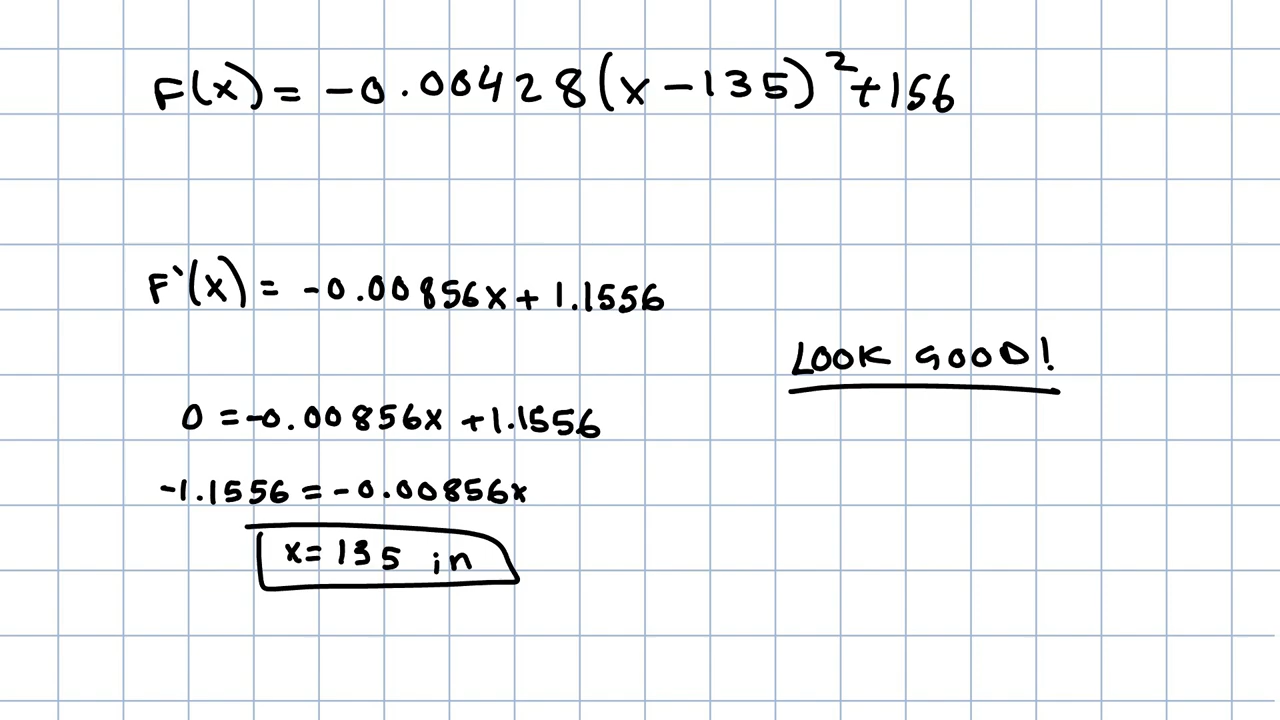 F(x) = -0.00428(x-135)²+156
F`(x) = -0.00856x+1.1556
LOOK GOOD!
0 =-0.00856x +1.1556
-1.1556 = -0.00856x
x= 135 in